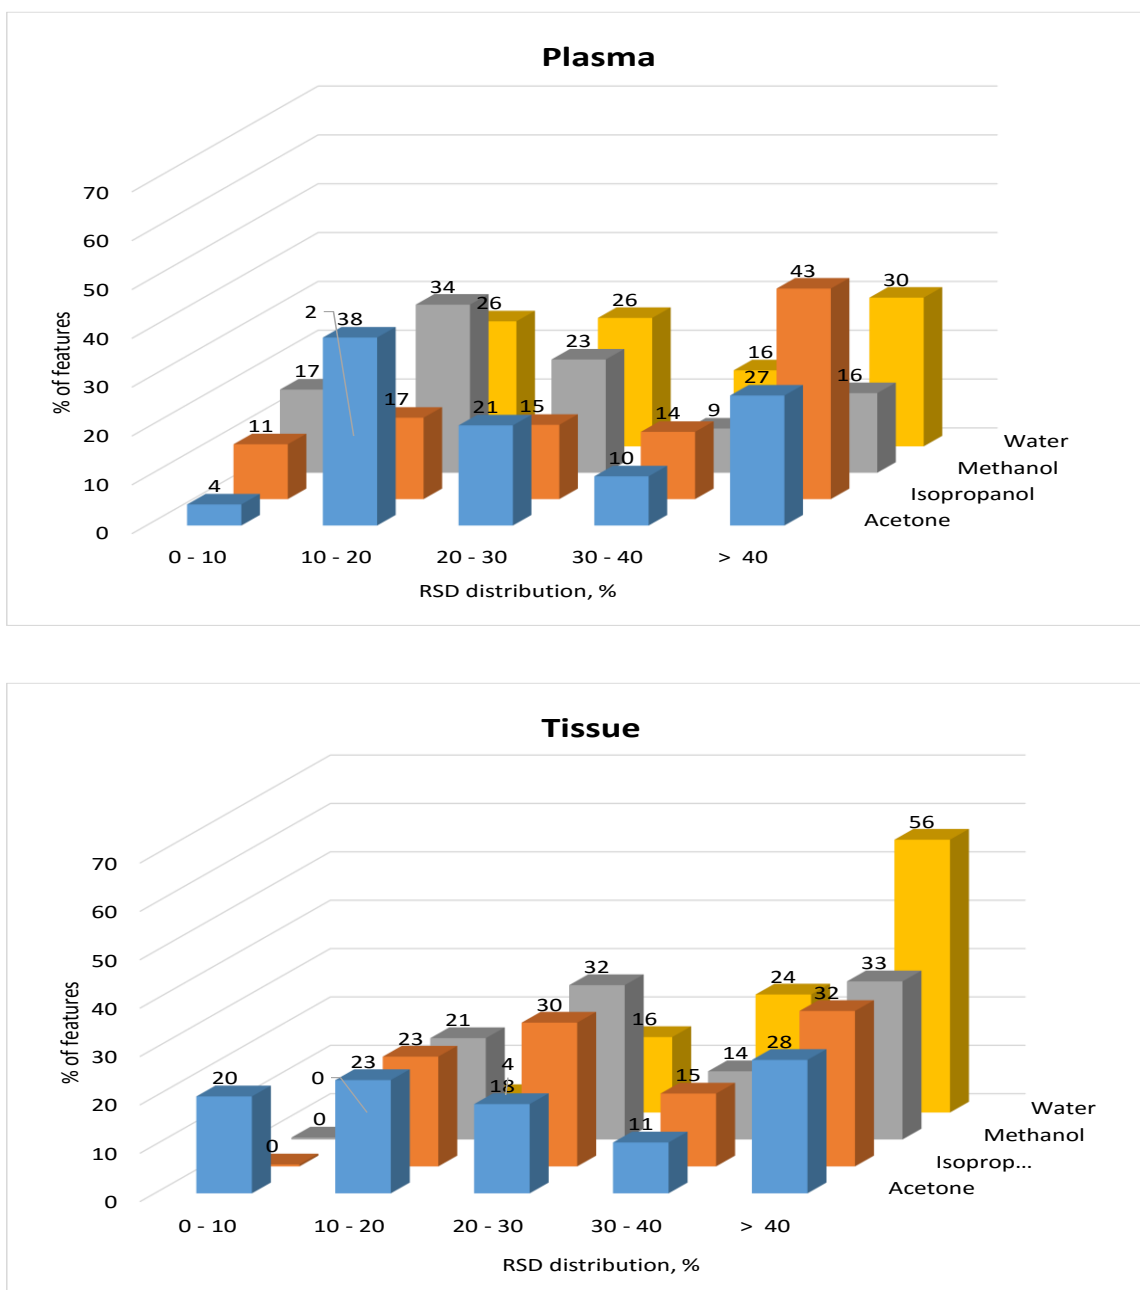 Plasma
% of features
70
60
50
40
30
20
10
0
4
38
21
10
27
11
17
15
14
43
17
34
23
9
16
2
26
26
16
30
0 - 10
10 - 20
20 - 30
30 - 40
> 40
RSD distribution, %
Water
Methanol
Isopropanol
Acetone
Tissue
% of features
70
60
50
40
30
20
10
0
20
23
18
11
28
0
23
30
15
32
0
21
32
14
33
0
4
16
24
56
0 - 10
10 - 20
20 - 30
30 - 40
> 40
RSD distribution, %
Water
Methanol
Isoprop...
Acetone